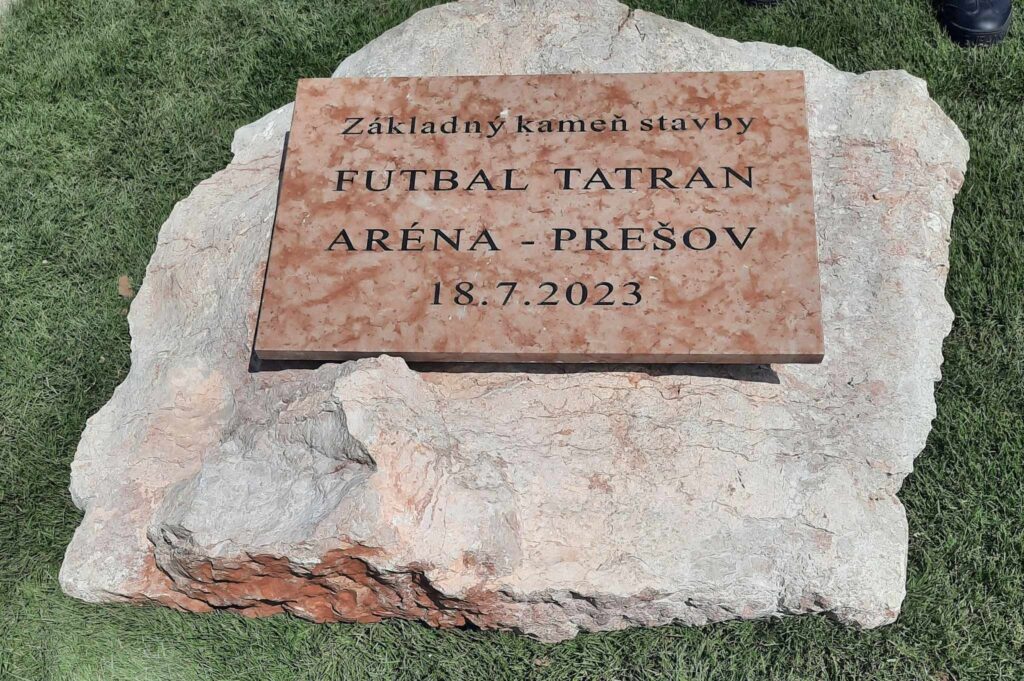 Základný kameň stavby
FUTBAL TATRAN
ARÉNA - PREŠOV
18.7.2023